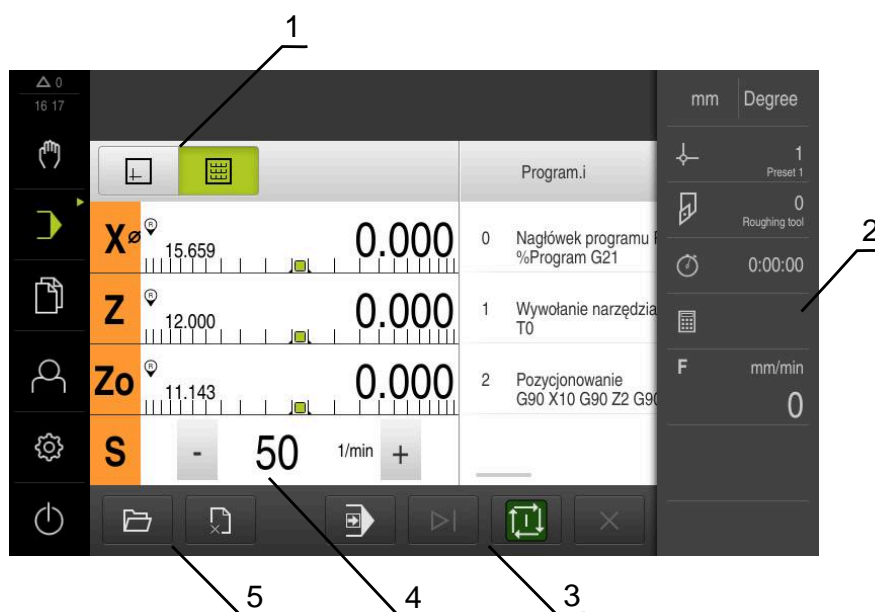 1
0
16 17
mm Degree
1
Preset 1
Program.i
0
Roughing tool
2
X⌀ R 15.659 0.000
0 Nagłówek programu
%Program G21
0:00:00
Z R 12.000 0.000
1 Wywołanie narzędzia
T0
Zo R 11.143 0.000
2 Pozycjonowanie
G90 X10 G90 Z2 G90
F mm/min
0
S - 50 1/min +
5 4 3